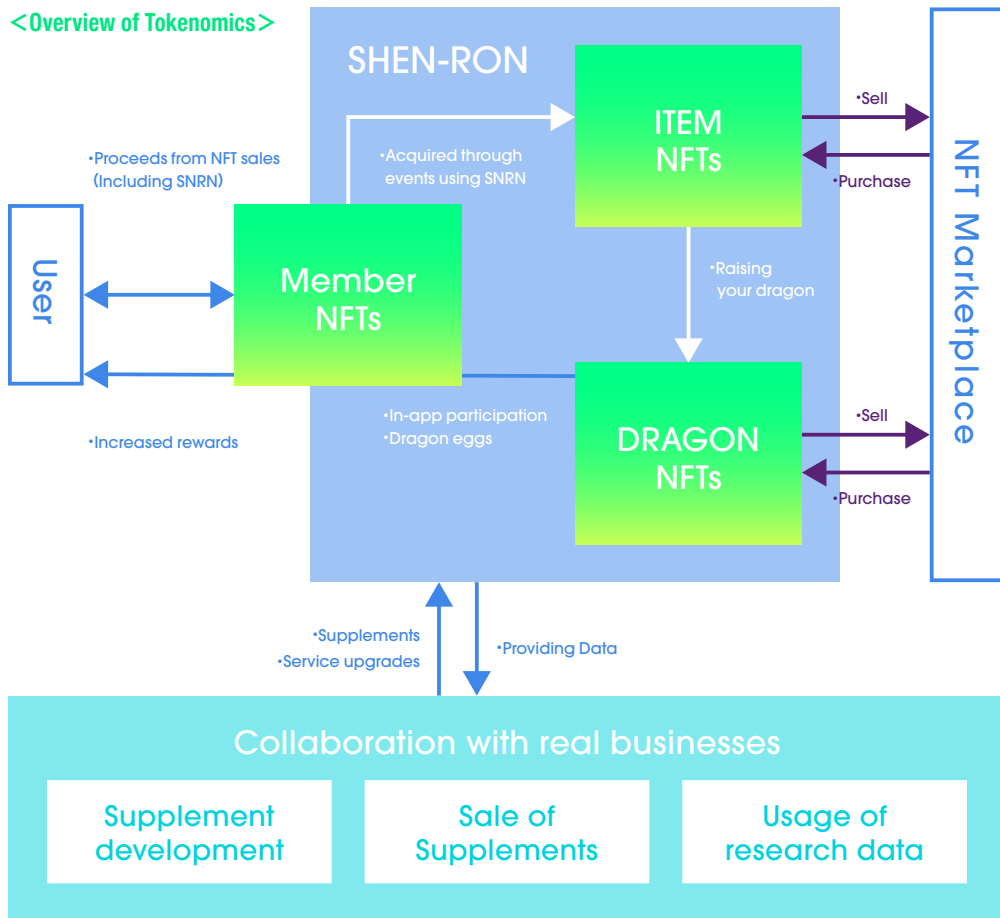 <Overview of Tokenomics>
SHEN-RON
ITEM
NFTs
・Sell
・Purchase
NFT Marketplace
・Acquired through
events using SNRN
・Proceeds from NFT sales
(Including SNRN)
User
Member
NFTs
・Raising
your dragon
・Increased rewards
・In-app participation
・Dragon eggs
DRAGON
NFTs
・Sell
・Purchase
・Supplements
・Service upgrades
・Providing Data
Collaboration with real businesses
Supplement
development
Sale of
Supplements
Usage of
research data